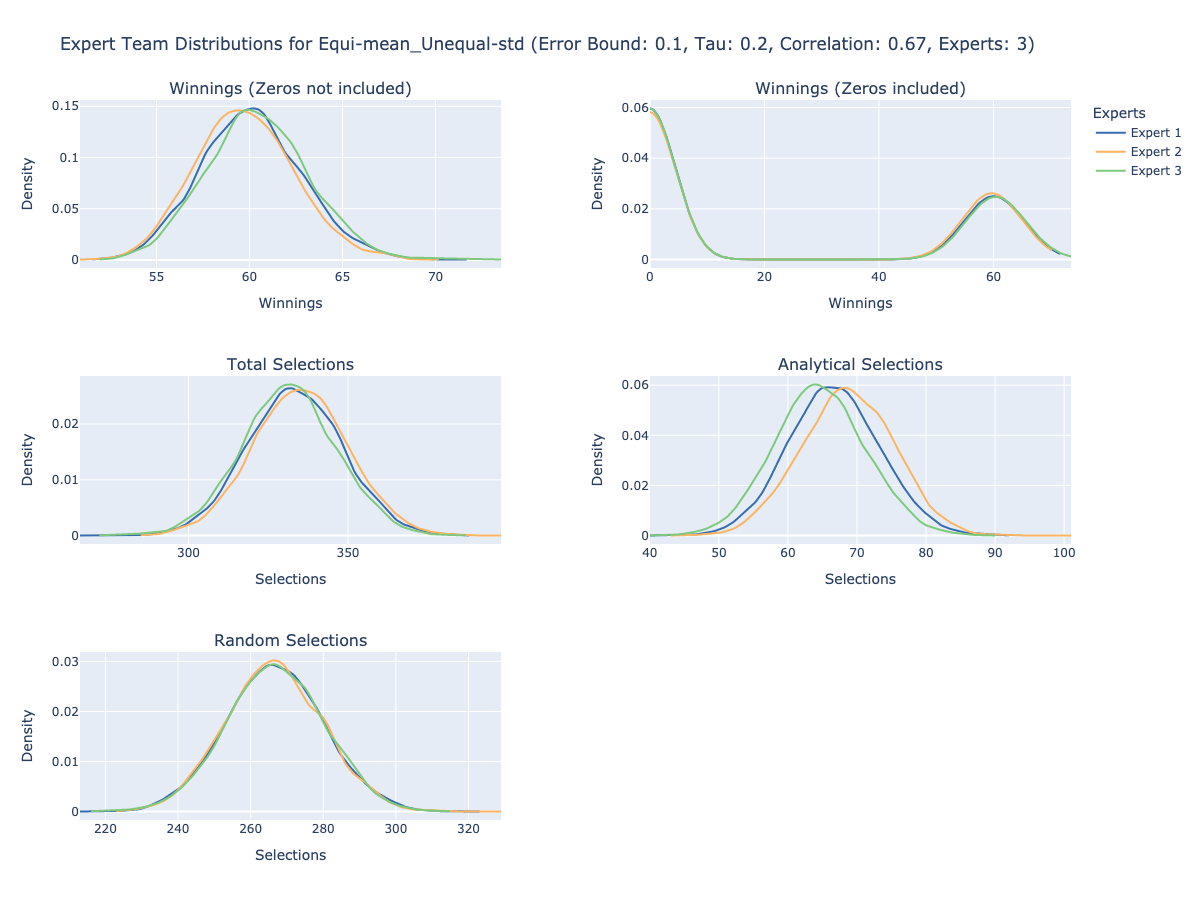 Expert Team Distributions for Equi-mean_Unequal-std (Error Bound: 0.1, Tau: 0.2, Correlation: 0.67, Experts: 3)
Winnings (Zeros not included)
0.15
0.1
0.05
0
Density
55 60 65 70
Winnings
Winnings (Zeros included)
0.06
0.04
0.02
0
Density
0 20 40 60
Winnings
Experts
Expert 1
Expert 2
Expert 3
Total Selections
0.02
0.01
0
Density
300 350
Selections
Analytical Selections
0.06
0.04
0.02
0
Density
40 50 60 70 80 90 100
Selections
Random Selections
0.03
0.02
0.01
0
Density
220 240 260 280 300 320
Selections